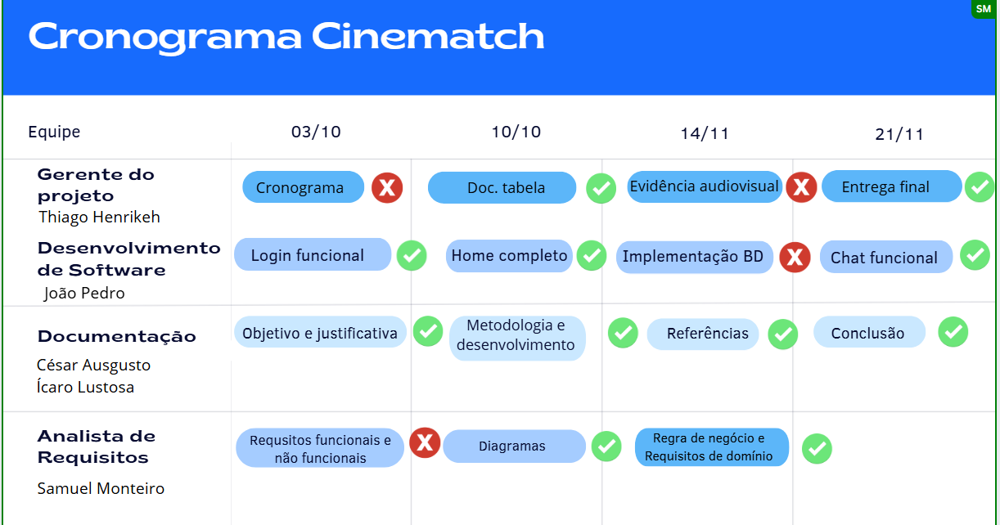 SM
Cronograma Cinematch
Equipe 03/10 10/10 14/11 21/11
Gerente do
projeto
Thiago Henrikeh
Cronograma X Doc. tabela Evidência audiovisual X Entrega final
Desenvolvimento
de Software
João Pedro
Login funcional Home completo Implementação BD X Chat funcional
Documentação
César Ausgusto
Ícaro Lustosa
Objetivo e justificativa
Metodologia e
desenvolvimento
Referências
Conclusão
Analista de
Requisitos
Samuel Monteiro
Requsitos funcionais e
não funcionais
X
Diagramas
Regra de negócio e
Requisitos de domínio